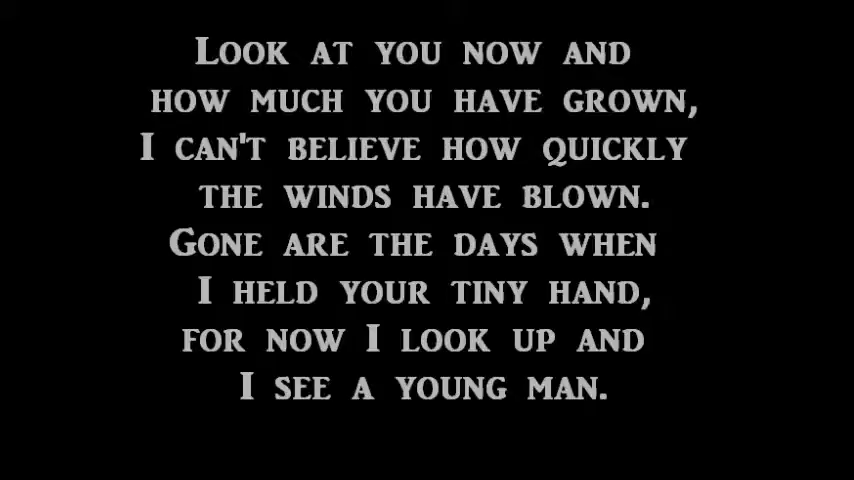 Look at you now and
how much you have grown,
I can't believe how quickly
the winds have blown.
Gone are the days when
I held your tiny hand,
for now I look up and
I see a young man.